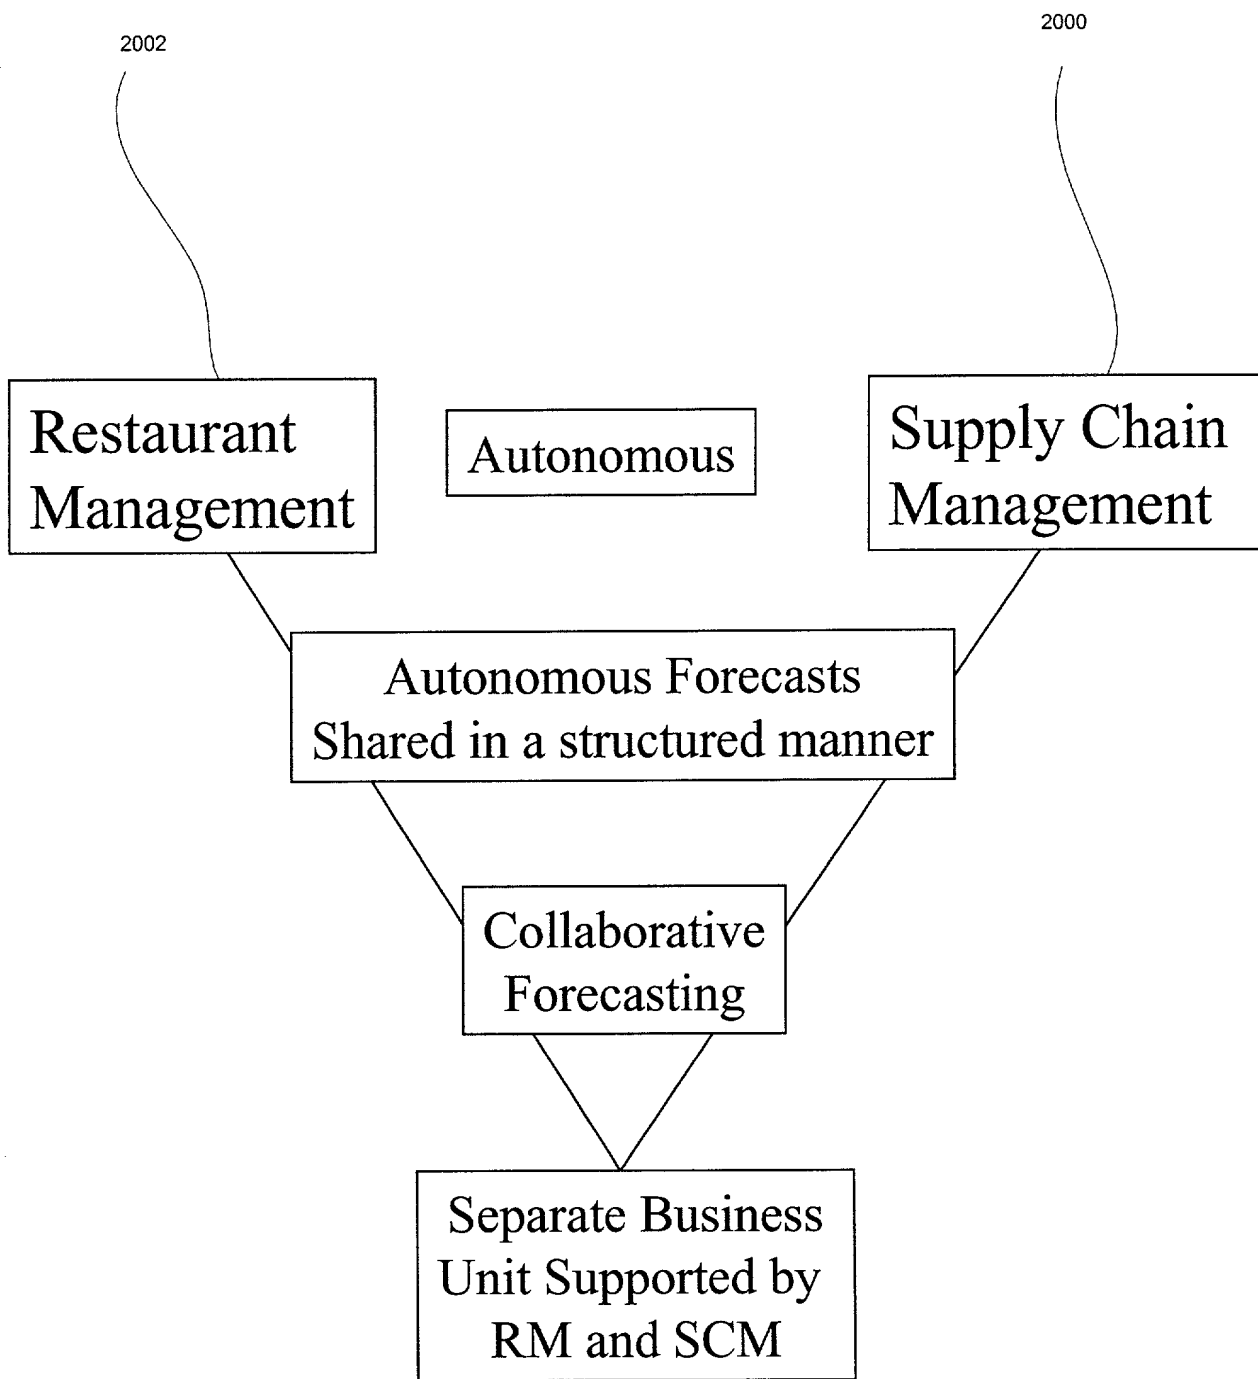 2002
2000
Restaurant
Management
Autonomous
Supply Chain
Management
Autonomous Forecasts
Shared in a structured manner
Collaborative
Forecasting
Separate Business
Unit Supported by
RM and SCM